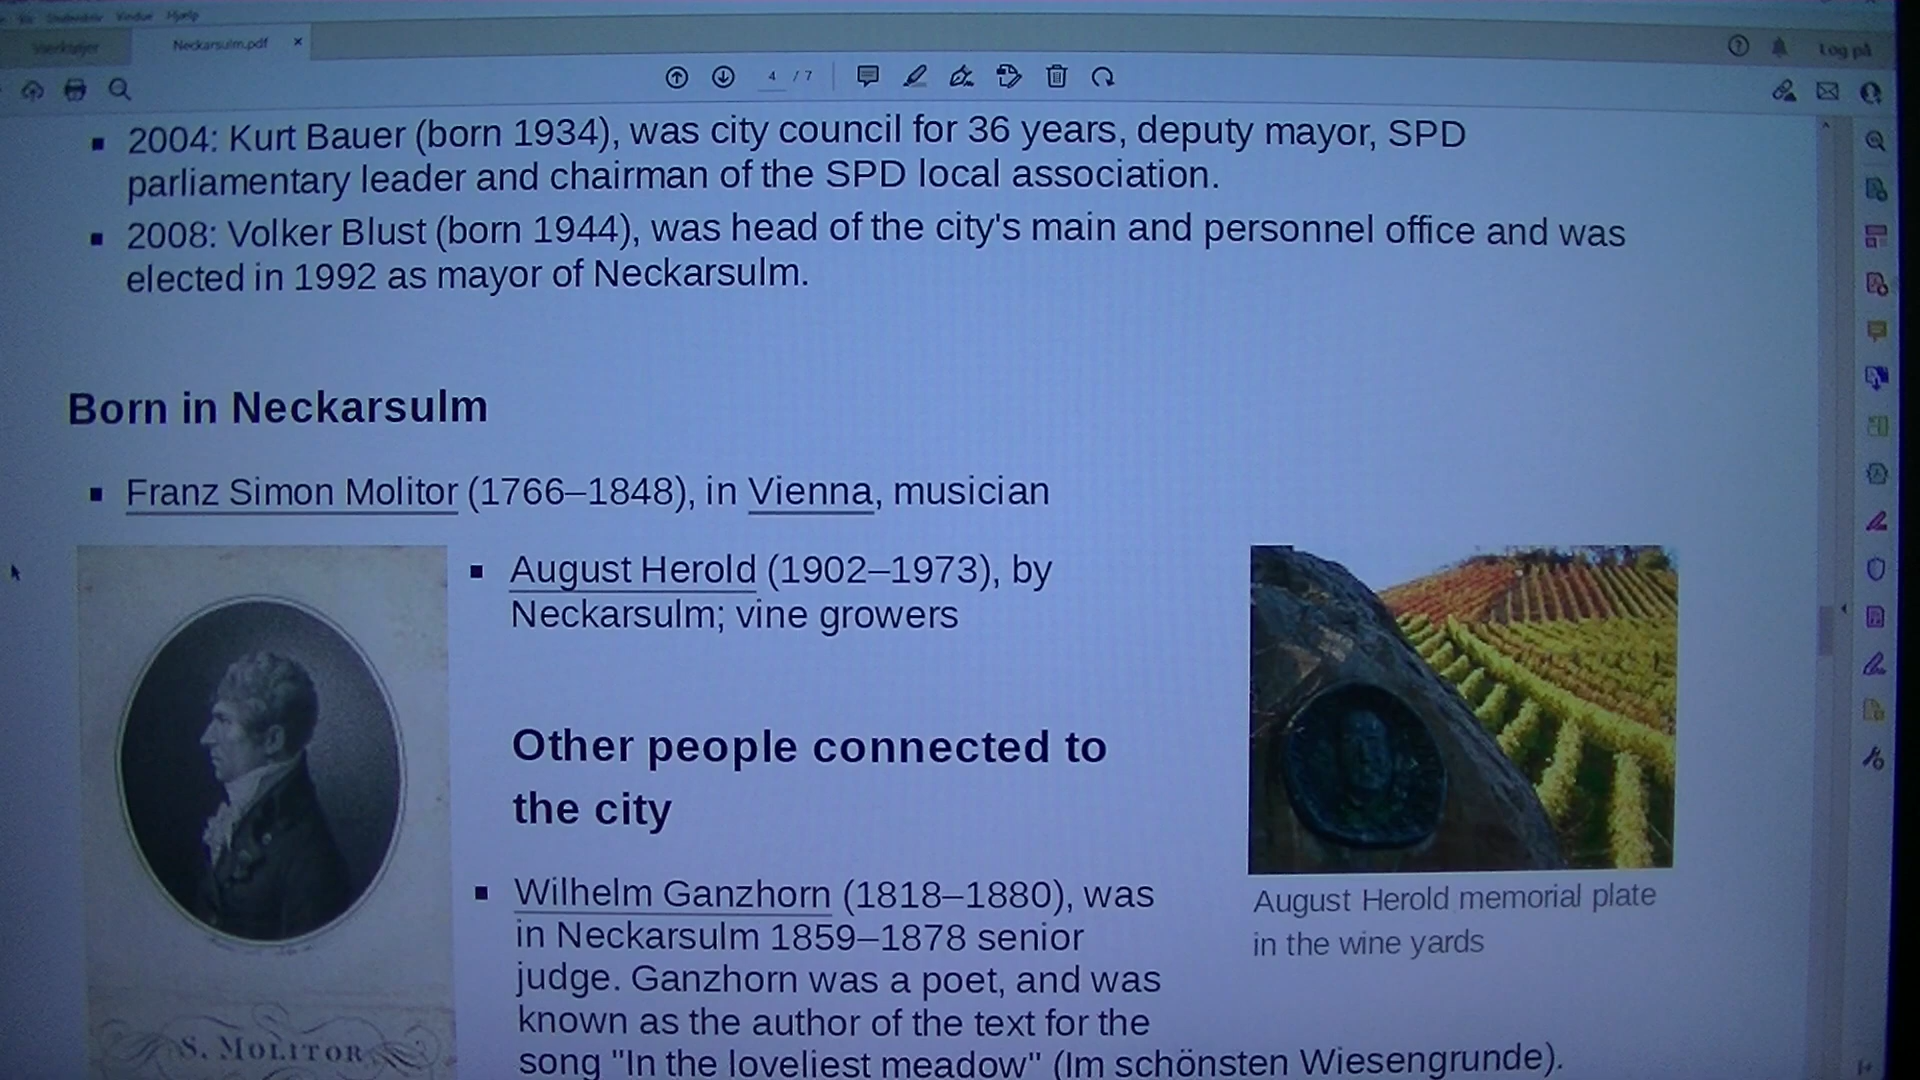 Vindue Hjælp
Værktøjer
Neckarsulm.pdf ×
Log på
4 / 7
▪ 2004: Kurt Bauer (born 1934), was city council for 36 years, deputy mayor, SPD
parliamentary leader and chairman of the SPD local association.
▪ 2008: Volker Blust (born 1944), was head of the city's main and personnel office and was
elected in 1992 as mayor of Neckarsulm.
Born in Neckarsulm
▪ Franz Simon Molitor (1766–1848), in Vienna, musician
▪ August Herold (1902–1973), by
Neckarsulm; vine growers
Other people connected to
the city
▪ Wilhelm Ganzhorn (1818–1880), was
in Neckarsulm 1859–1878 senior
judge. Ganzhorn was a poet, and was
known as the author of the text for the
song "In the loveliest meadow" (Im schönsten Wiesengrunde).
August Herold memorial plate
in the wine yards
S. MOLITOR